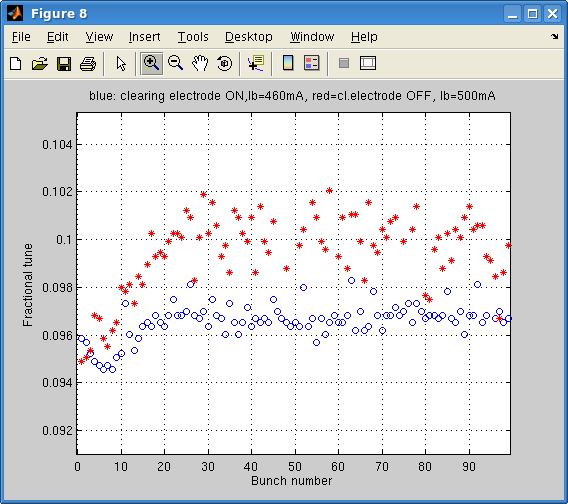 Figure 8
File Edit View Insert Tools Desktop Window Help
blue: clearing electrode ON,Ib=460mA, red=cl.electrode OFF, Ib=500mA
0.104
0.102
0.1
0.098
0.096
0.094
0.092
Fractional tune
0 10 20 30 40 50 60 70 80 90
Bunch number